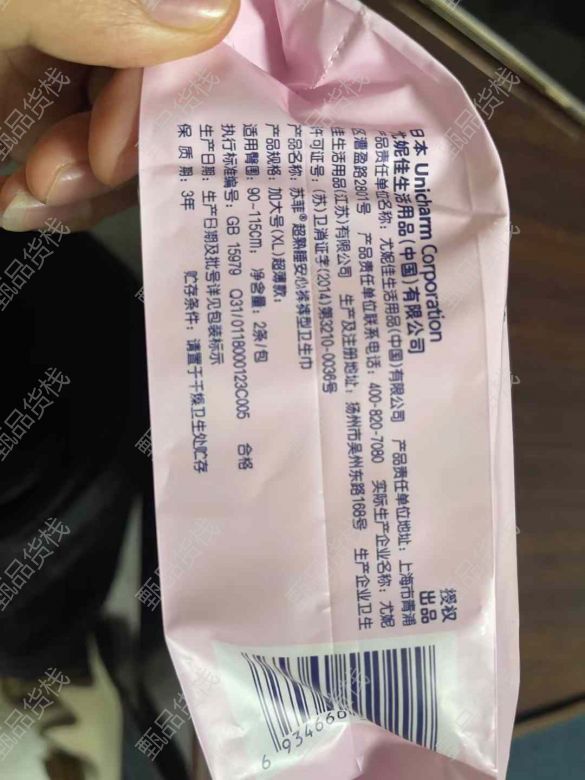 日本 Unicharm Corporation
尤妮佳生活用品(中国)有限公司
授权
出品
产品责任单位名称：尤妮佳生活用品(中国)有限公司 产品责任单位地址：上海市青浦
区漕盈路2801号 产品责任单位联系电话：400-820-7080 实际生产企业名称：尤妮
佳生活用品(江苏)有限公司 生产及注册地址：扬州市吴州东路168号 生产企业卫生
许可证号：(苏)卫消证字(2014)第3210-0036号
产品名称：苏菲®超熟睡安心裤裤型卫生巾
产品规格：加大号(XL)超薄款；
适用臀围：90-115cm；净含量：2条/包
执行标准编号：GB 15979 Q31/0118000123C005 合格
生产日期：生产日期及批号详见包装标示
保质期：3年 贮存条件：请置于干燥卫生处贮存
6 934660
甄品货栈